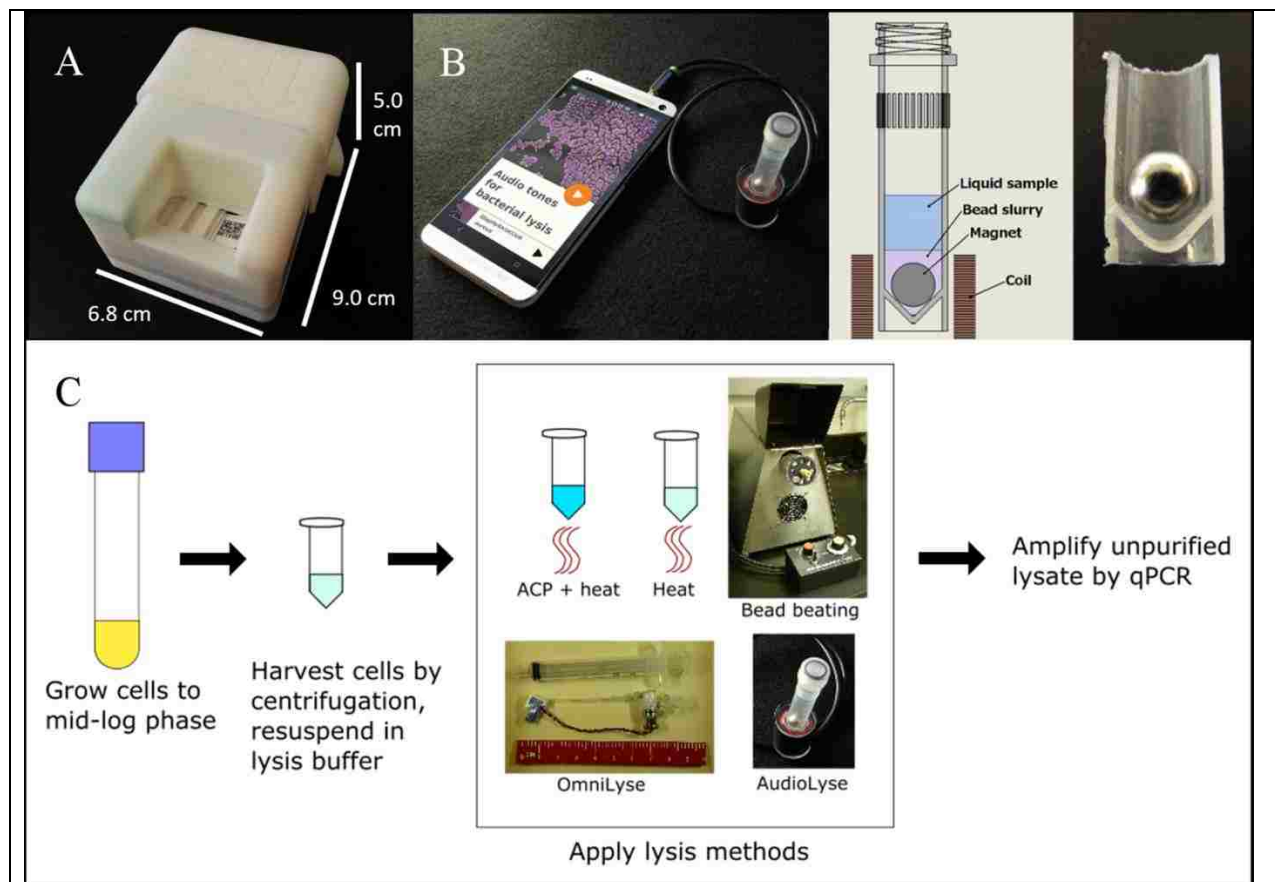 A
5.0
cm
9.0 cm
6.8 cm
B
Audio tones
for
bacterial lysis
Liquid sample
Bead slurry
Magnet
Coil
C
Grow cells to
mid-log phase
Harvest cells by
centrifugation,
resuspend in
lysis buffer
ACP + heat
Heat
Bead beating
OmniLyse
AudioLyse
Apply lysis methods
Amplify unpurified
lysate by qPCR